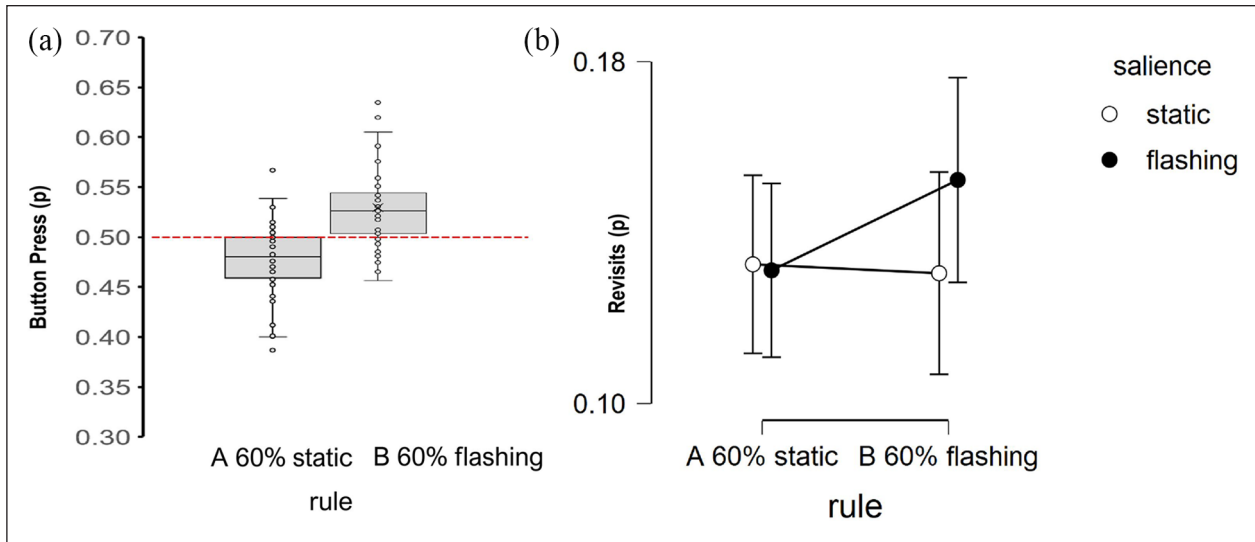 (a)
0.70
0.65
0.60
0.55
0.50
0.45
0.40
0.35
0.30
Button Press (p)
A 60% static
B 60% flashing
rule
(b)
0.18
0.10
Revisits (p)
A 60% static
B 60% flashing
rule
salience
static
flashing